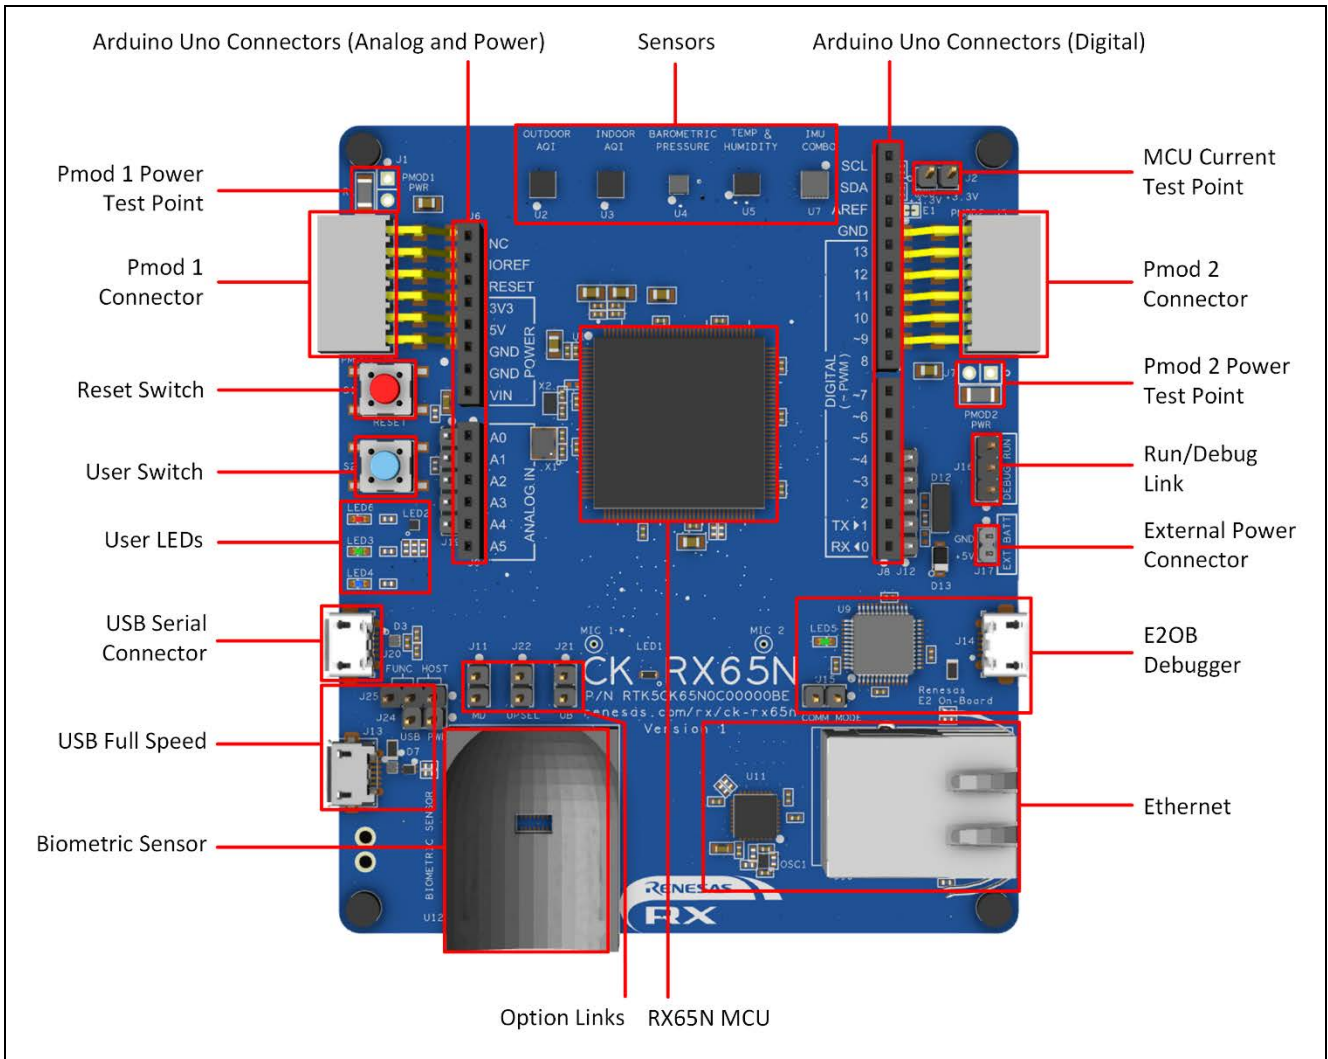 Arduino Uno Connectors (Analog and Power)
Sensors
Arduino Uno Connectors (Digital)
Pmod 1 Power
Test Point
Pmod 1
Connector
Reset Switch
User Switch
User LEDs
USB Serial
Connector
USB Full Speed
Biometric Sensor
MCU Current
Test Point
Pmod 2
Connector
Pmod 2 Power
Test Point
Run/Debug
Link
External Power
Connector
E2OB
Debugger
Ethernet
Option Links
RX65N MCU
OUTDOOR
AQI
INDOOR
AQI
BAROMETRIC
PRESSURE
TEMP &
HUMIDITY
IMU
COMBO
U2
U3
U4
U5
U7
J1
PMOD1
PWR
J6
NC
IOREF
RESET
3V3
5V
GND
GND
VIN
POWER
A0
A1
A2
A3
A4
A5
ANALOG IN
RESET
S2
LED6
LED3
LED4
LED2
X2
X1
SCL
SDA
AREF
GND
13
12
11
10
~9
8
~7
~6
~5
~4
~3
2
TX ▸1
RX ◂0
DIGITAL
(~PWM)
J2
+3.3V
E1
PMOD2
PWR
J16
DEBUG RUN
D12
GND
+5V
EXT BATT
J17
J8
J12
D13
D3
J20
FUNC
HOST
J25
J24
USB PWR
J13
D7
J11
J22
J21
MD
UPSEL
UB
MIC 1
MIC 2
LED1
CK-RX65N
P/N RTK5CK65N0C00000BE
renesas.com/rx/ck-rx65n
Version 1
U9
LED5
J14
J15
COMM MODE
Renesas
E2 On-Board
U11
OSC1
BIOMETRIC SENSOR
U12
RENESAS
RX